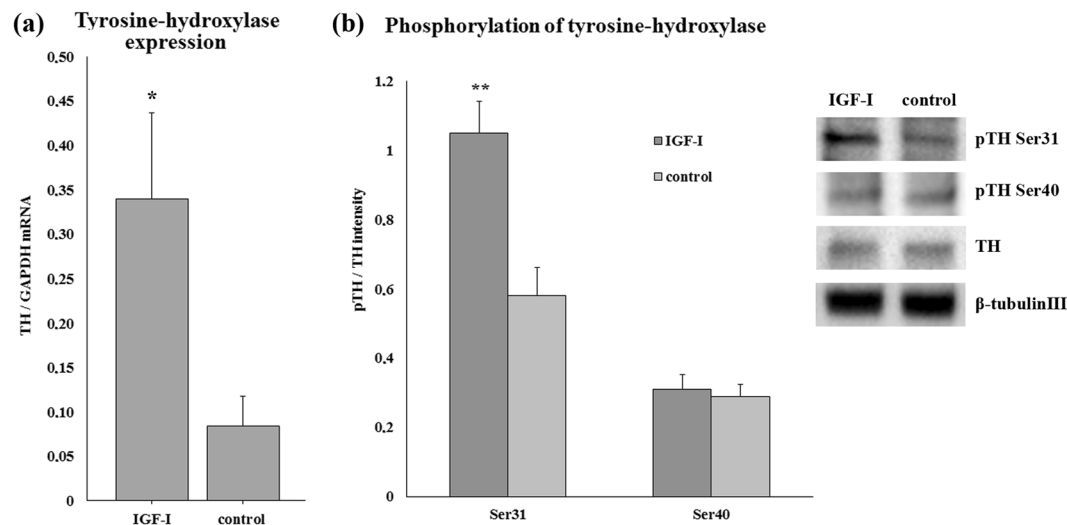 (a) Tyrosine-hydroxylase
expression
0.50
0.45
0.40
0.35
0.30
0.25
0.20
0.15
0.10
0.05
0
TH / GAPDH mRNA
*
IGF-I control
(b) Phosphorylation of tyrosine-hydroxylase
1.2
1
0.8
0.6
0.4
0.2
0
pTH / TH intensity
**
IGF-I
control
Ser31 Ser40
IGF-I control
pTH Ser31
pTH Ser40
TH
β-tubulinIII